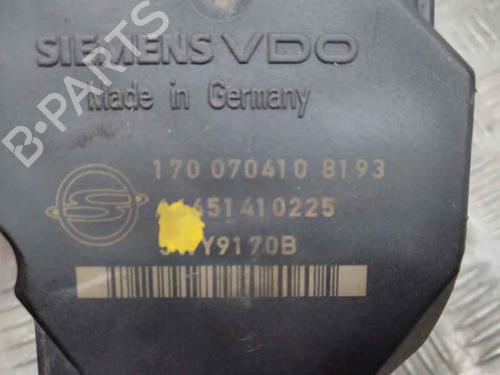 SIEMENS VDO
Made in Germany
170 070410 8193
651 410225
Y9170B
B-PARTS